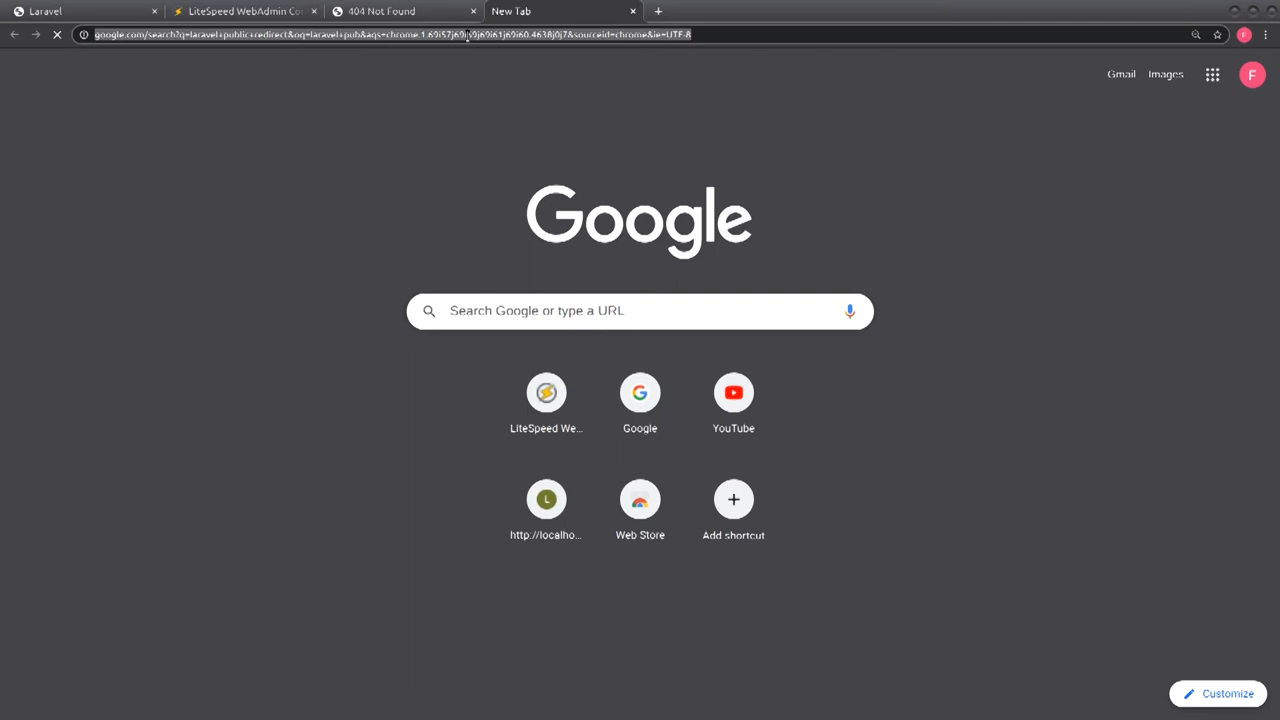 Laravel
LiteSpeed WebAdmin Co
404 Not Found
New Tab
google.com/search?q=laravel+public+redirect&oq=laravel+pub&aqs=chrome.1.69i57j69i59j69i61j69i60.4638j0j7&sourceid=chrome&ie=UTF-8
F
Gmail
Images
F
Google
Search Google or type a URL
LiteSpeed We...
Google
YouTube
L
http://localho...
Web Store
Add shortcut
Customize